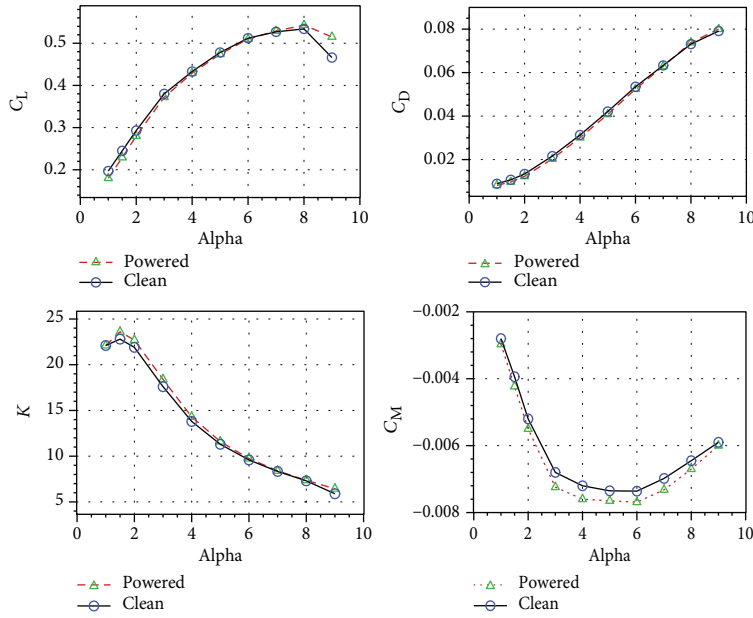 C_L
0.5
0.4
0.3
0.2
0 2 4 6 8 10
Alpha
Powered
Clean
C_D
0.08
0.06
0.04
0.02
0 2 4 6 8 10
Alpha
Powered
Clean
K
25
20
15
10
5
0 2 4 6 8 10
Alpha
Powered
Clean
C_M
−0.002
−0.004
−0.006
−0.008
0 2 4 6 8 10
Alpha
Powered
Clean